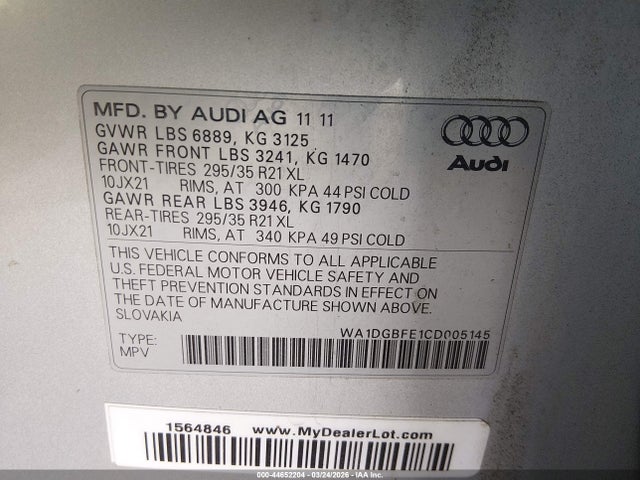 MFD. BY AUDI AG 11 11
GVWR LBS 6889, KG 3125
GAWR FRONT LBS 3241, KG 1470
FRONT-TIRES 295/35 R21 XL
10JX21 RIMS, AT 300 KPA 44 PSI COLD
GAWR REAR LBS 3946, KG 1790
REAR-TIRES 295/35 R21 XL
10JX21 RIMS, AT 340 KPA 49 PSI COLD
Audi
THIS VEHICLE CONFORMS TO ALL APPLICABLE
U.S. FEDERAL MOTOR VEHICLE SAFETY AND
THEFT PREVENTION STANDARDS IN EFFECT ON
THE DATE OF MANUFACTURE SHOWN ABOVE.
SLOVAKIA
WA1DGBFE1CD005145
TYPE:
MPV
1564846 www.MyDealerLot.com
000-44652204 - 03/24/2026 - IAA Inc.